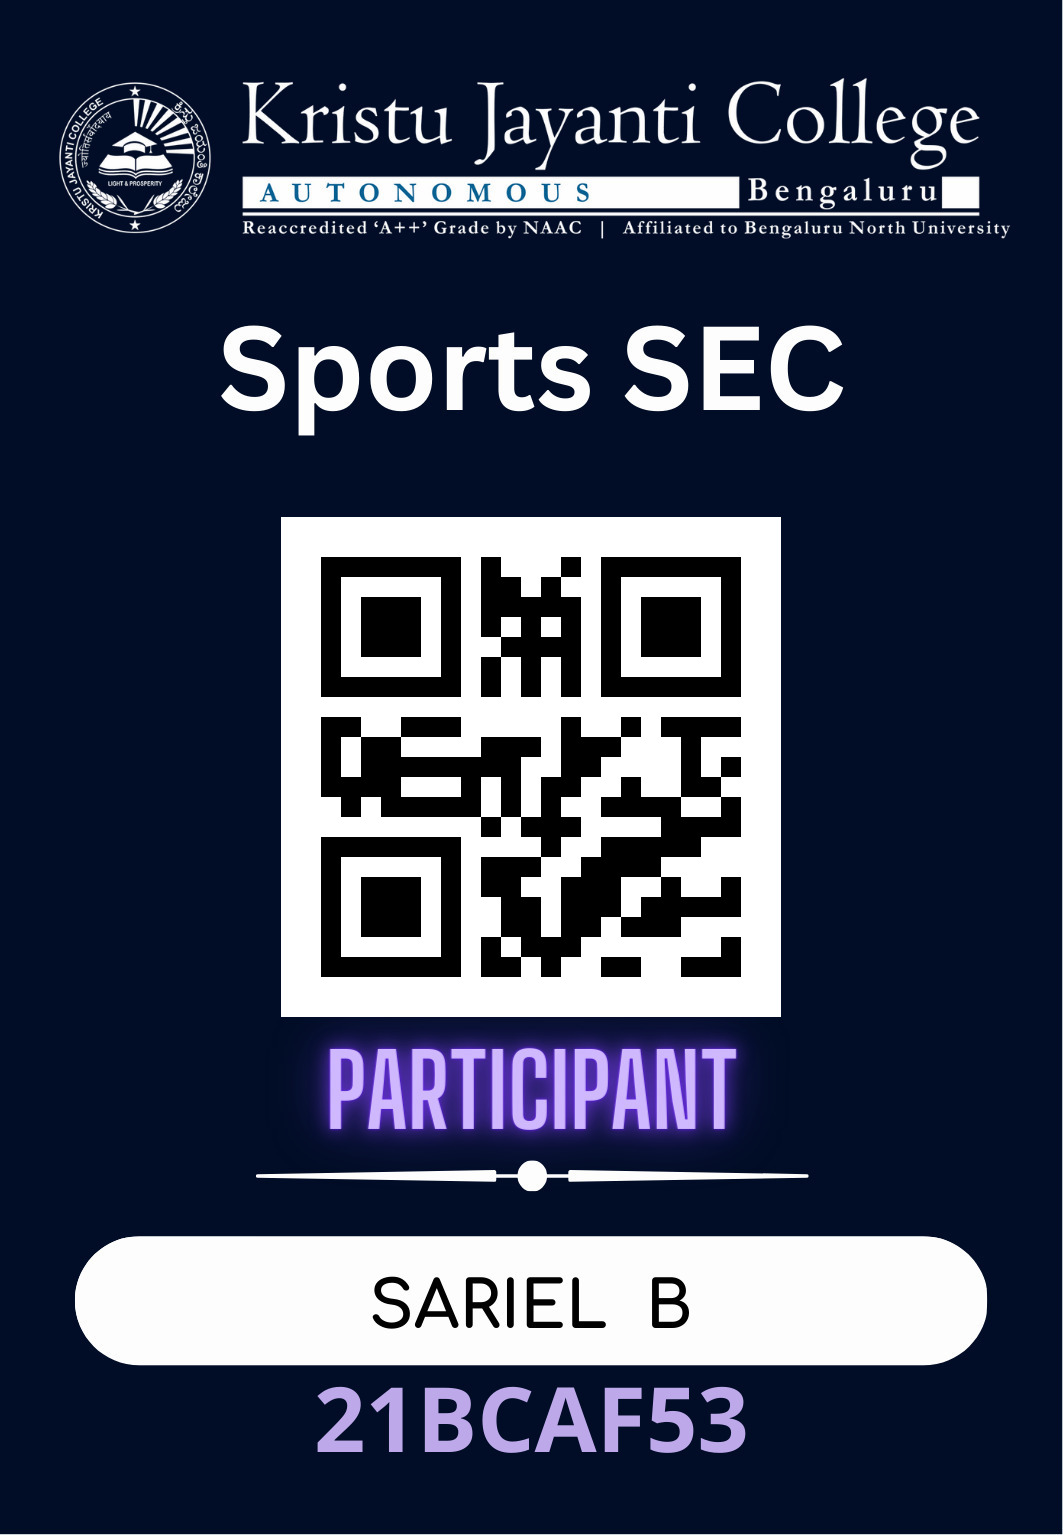 Kristu Jayanti College
AUTONOMOUS Bengaluru
Reaccredited ‘A++’ Grade by NAAC | Affiliated to Bengaluru North University
KRISTU JAYANTI COLLEGE
LIGHT & PROSPERITY
Sports SEC
PARTICIPANT
SARIEL B
21BCAF53